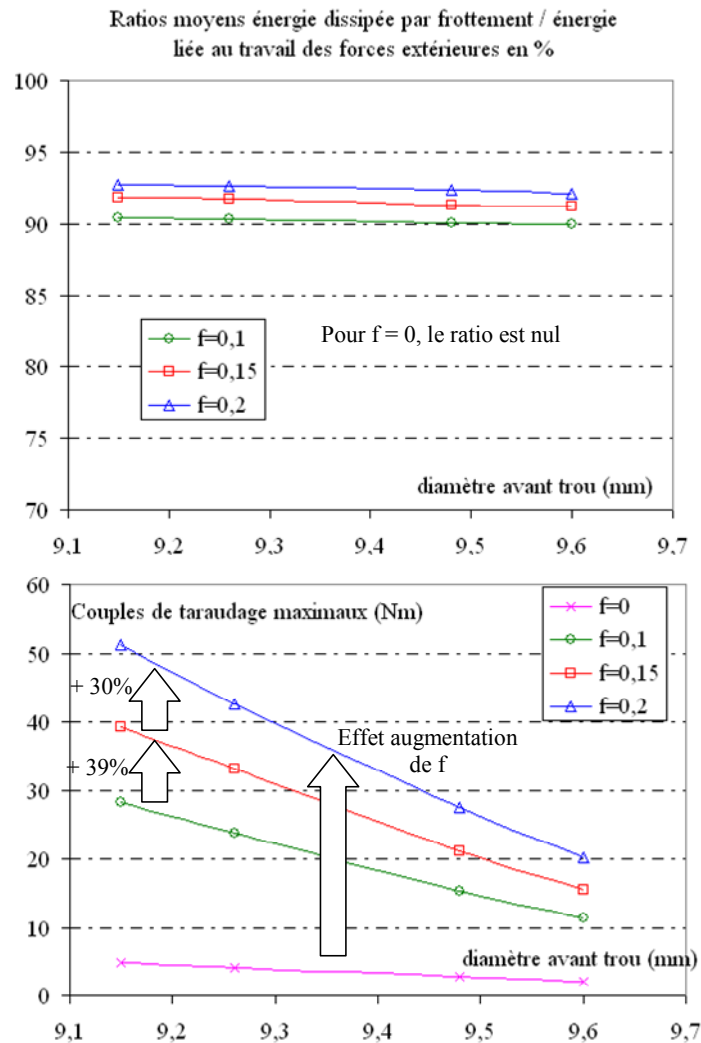 Ratios moyens énergie dissipée par frottement / énergie
liée au travail des forces extérieures en %
100
95
90
85
80
75
70
f=0,1
f=0,15
f=0,2
Pour f = 0, le ratio est nul
diamètre avant trou (mm)
9,1 9,2 9,3 9,4 9,5 9,6 9,7
Couples de taraudage maximaux (Nm)
60
50
40
30
20
10
0
f=0
f=0,1
f=0,15
f=0,2
+ 30%
+ 39%
Effet augmentation
de f
diamètre avant trou (mm)
9,1 9,2 9,3 9,4 9,5 9,6 9,7